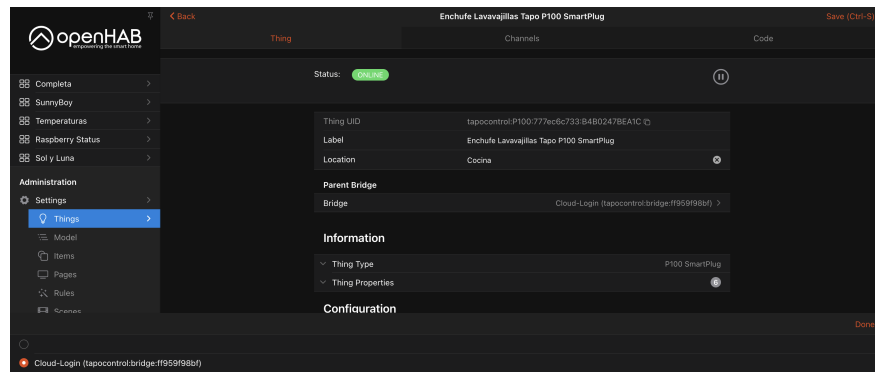 openHAB
empowering the smart home
Completa
SunnyBoy
Temperaturas
Raspberry Status
Sol y Luna
Administration
Settings
Things
Model
Items
Pages
Rules
Scenes
Back
Enchufe Lavavajillas Tapo P100 SmartPlug
Save (Ctrl-S)
Thing
Channels
Code
Status: ONLINE
Thing UID tapocontrol:P100:777ec6c733:B4B0247BEA1C
Label Enchufe Lavavajillas Tapo P100 SmartPlug
Location Cocina
Parent Bridge
Bridge Cloud-Login (tapocontrol:bridge:ff959f98bf)
Information
Thing Type P100 SmartPlug
Thing Properties 6
Configuration
Done
Cloud-Login (tapocontrol:bridge:ff959f98bf)